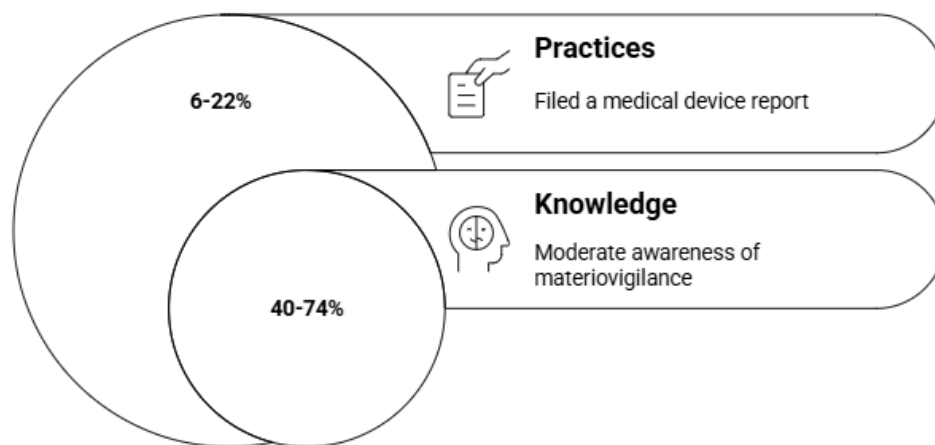 6-22%
Practices
Filed a medical device report
40-74%
Knowledge
Moderate awareness of
materiovigilance